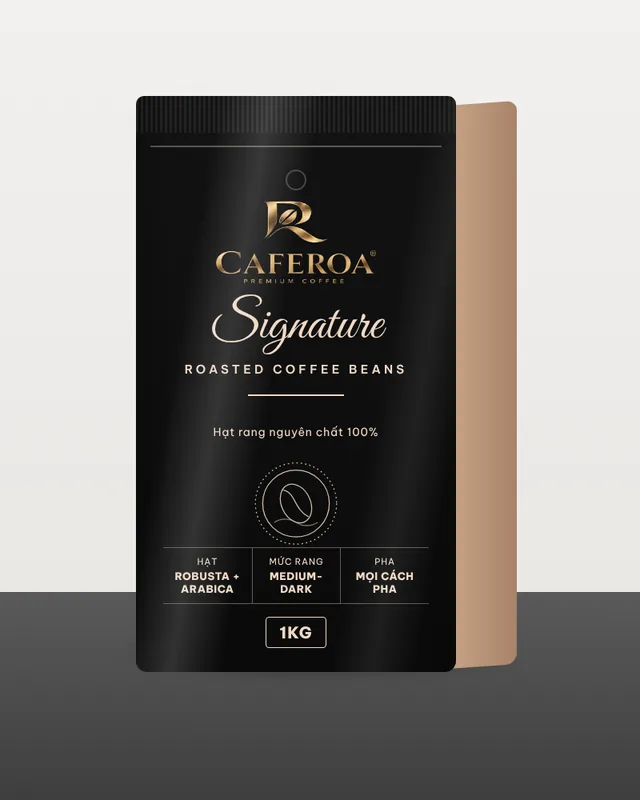 R
CAFEROA®
PREMIUM COFFEE
Signature
ROASTED COFFEE BEANS
Hạt rang nguyên chất 100%
HẠT
ROBUSTA +
ARABICA
MỨC RANG
MEDIUM-
DARK
PHA
MỌI CÁCH
PHA
1KG